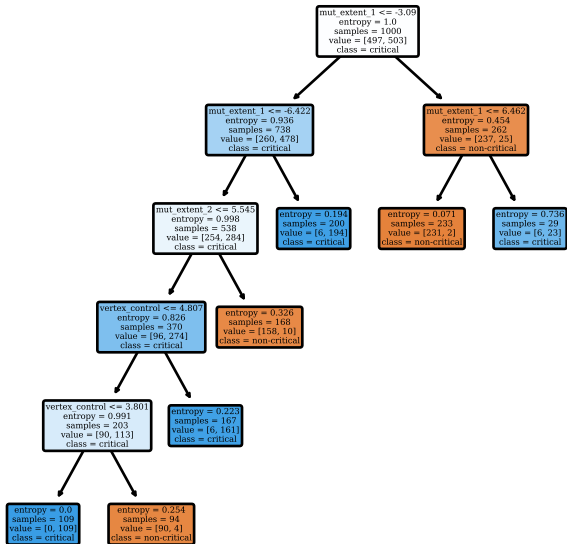 mut_extent_1 <= -3.09
entropy = 1.0
samples = 1000
value = [497, 503]
class = critical
mut_extent_1 <= -6.422
entropy = 0.936
samples = 738
value = [260, 478]
class = critical
mut_extent_1 <= 6.462
entropy = 0.454
samples = 262
value = [237, 25]
class = non-critical
mut_extent_2 <= 5.545
entropy = 0.998
samples = 538
value = [254, 284]
class = critical
entropy = 0.194
samples = 200
value = [6, 194]
class = critical
entropy = 0.071
samples = 233
value = [231, 2]
class = non-critical
entropy = 0.736
samples = 29
value = [6, 23]
class = critical
vertex_control <= 4.807
entropy = 0.826
samples = 370
value = [96, 274]
class = critical
entropy = 0.326
samples = 168
value = [158, 10]
class = non-critical
vertex_control <= 3.801
entropy = 0.991
samples = 203
value = [90, 113]
class = critical
entropy = 0.223
samples = 167
value = [6, 161]
class = critical
entropy = 0.0
samples = 109
value = [0, 109]
class = critical
entropy = 0.254
samples = 94
value = [90, 4]
class = non-critical